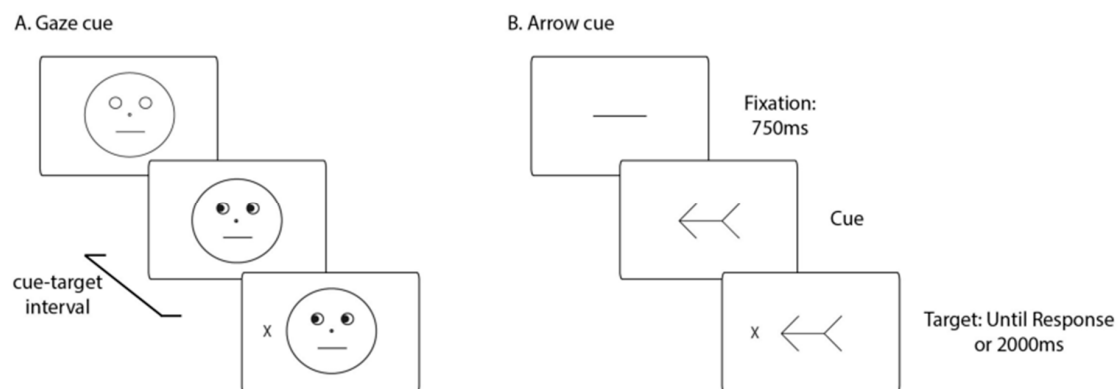 A. Gaze cue
cue-target
interval
X
B. Arrow cue
Fixation:
750ms
Cue
X
Target: Until Response
or 2000ms